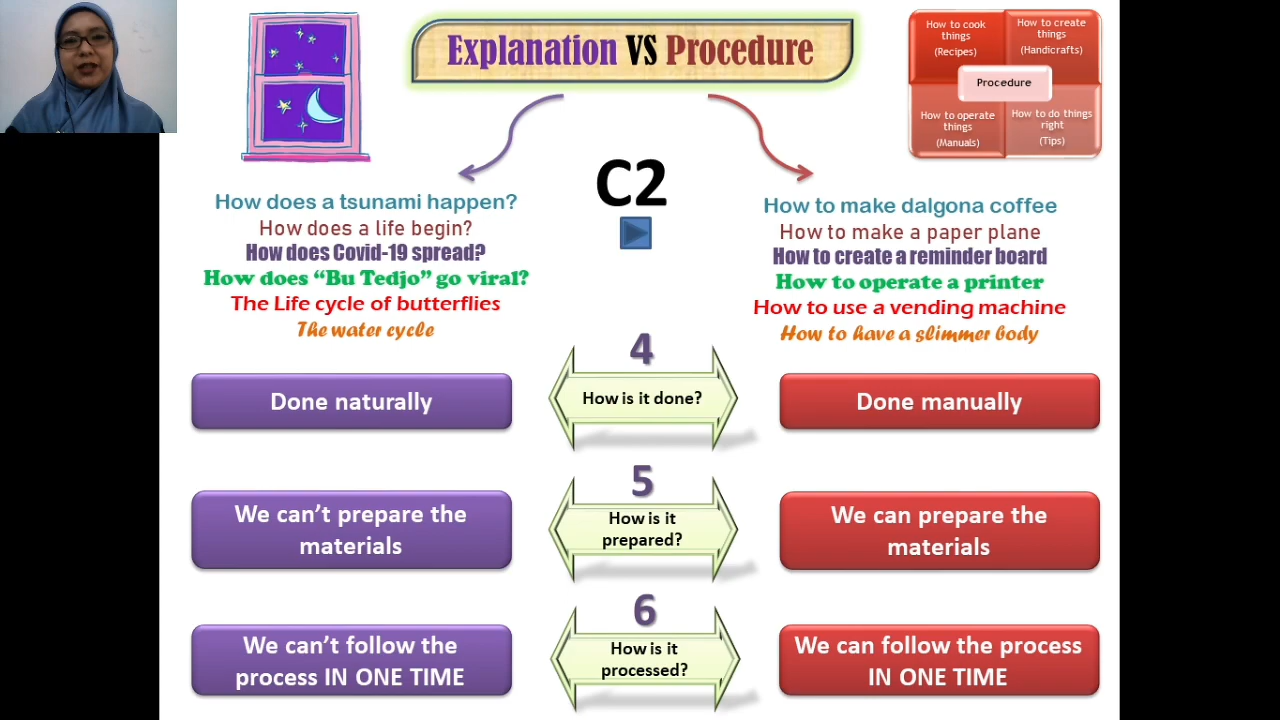 Explanation VS Procedure
How to cook
things
(Recipes)
How to create
things
(Handicrafts)
Procedure
How to operate
things
(Manuals)
How to do things
right
(Tips)
C2
How does a tsunami happen?
How does a life begin?
How does Covid-19 spread?
How does “Bu Tedjo” go viral?
The Life cycle of butterflies
The water cycle
How to make dalgona coffee
How to make a paper plane
How to create a reminder board
How to operate a printer
How to use a vending machine
How to have a slimmer body
4
Done naturally
How is it done?
Done manually
5
We can’t prepare the
materials
How is it
prepared?
We can prepare the
materials
6
We can’t follow the
process IN ONE TIME
How is it
processed?
We can follow the process
IN ONE TIME